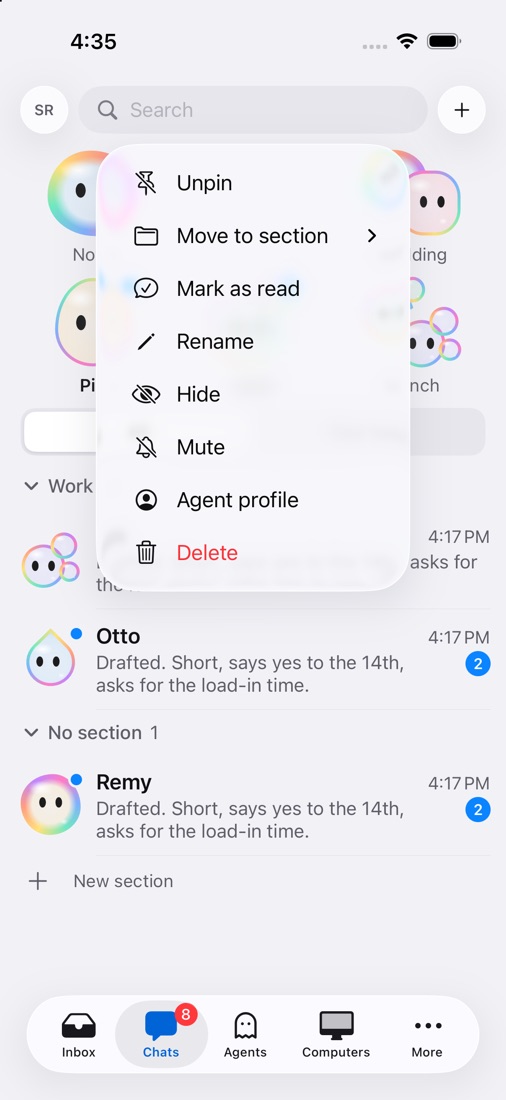 4:35
SR
Search
Unpin
Move to section
Mark as read
Rename
Hide
Mute
Agent profile
Delete
No
ding
Pi
nch
Work
4:17 PM
asks for
the
Otto
4:17 PM
Drafted. Short, says yes to the 14th,
2
asks for the load-in time.
No section 1
Remy
4:17 PM
Drafted. Short, says yes to the 14th,
2
asks for the load-in time.
New section
8
Inbox
Chats
Agents
Computers
More